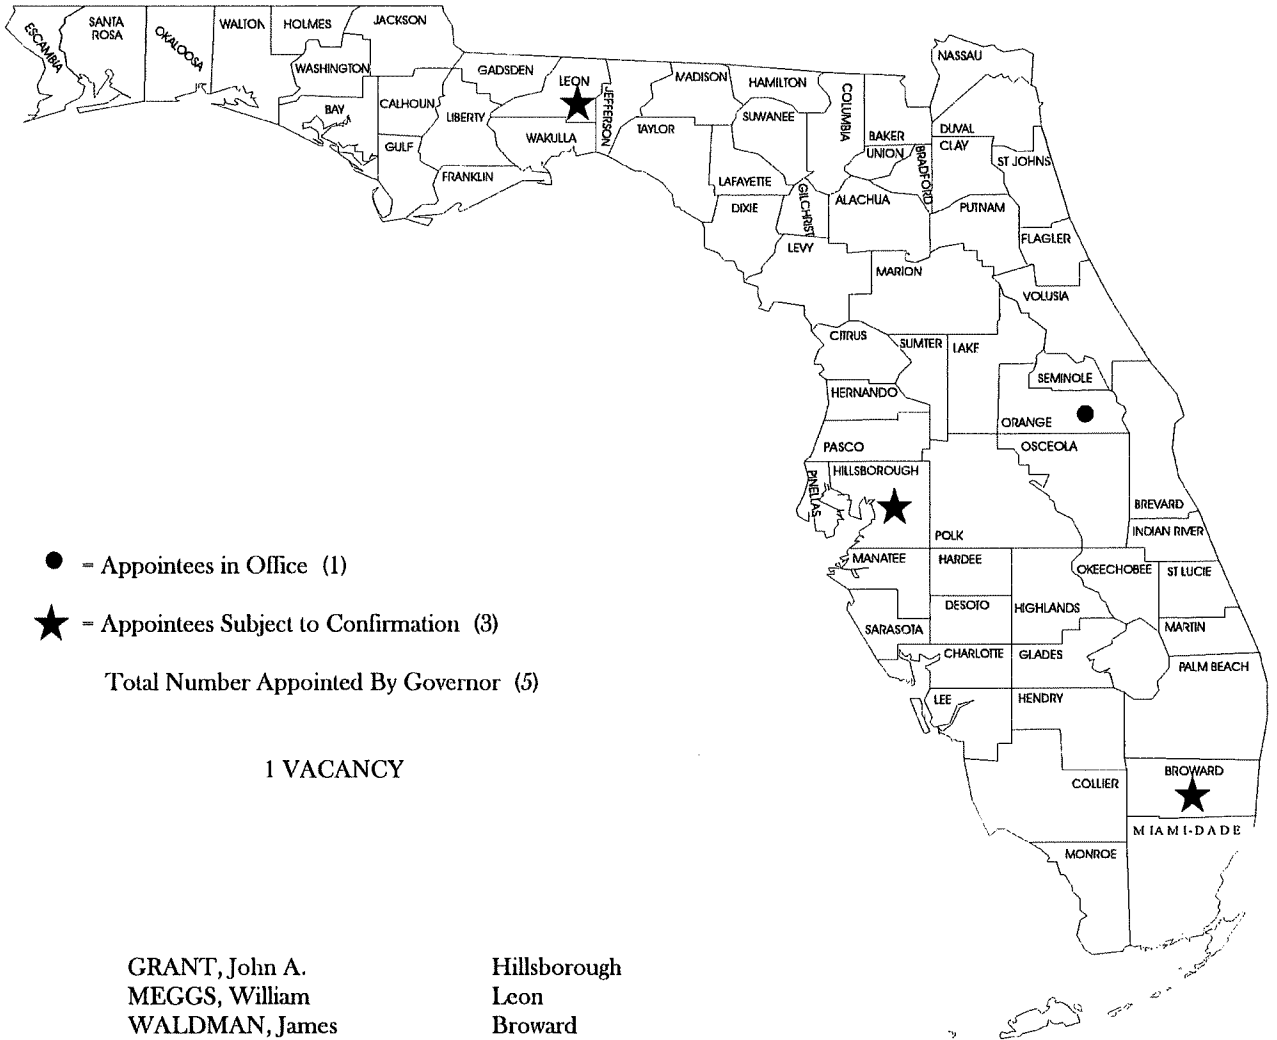 ESCAMBIA
SANTA
ROSA
OKALOOSA
WALTON
HOLMES
JACKSON
WASHINGTON
BAY
CALHOUN
GULF
GADSDEN
LIBERTY
FRANKLIN
LEON
WAKULLA
JEFFERSON
MADISON
TAYLOR
HAMILTON
SUWANEE
LAFAYETTE
DIXIE
COLUMBIA
GILCHRIST
LEVY
NASSAU
BAKER
DUVAL
UNION
BRADFORD
CLAY
ST JOHNS
ALACHUA
PUTNAM
FLAGLER
MARION
VOLUSIA
CITRUS
SUMTER
LAKE
SEMINOLE
HERNANDO
ORANGE
PASCO
OSCEOLA
HILLSBOROUGH
PINELLAS
BREVARD
POLK
INDIAN RIVER
MANATEE
HARDEE
OKEECHOBEE
ST LUCIE
DESOTO
HIGHLANDS
SARASOTA
MARTIN
CHARLOTTE
GLADES
PALM BEACH
LEE
HENDRY
COLLIER
BROWARD
MIAMI-DADE
MONROE
= Appointees in Office (1)
= Appointees Subject to Confirmation (3)
Total Number Appointed By Governor (5)
1 VACANCY
GRANT, John A. Hillsborough
MEGGS, William Leon
WALDMAN, James Broward